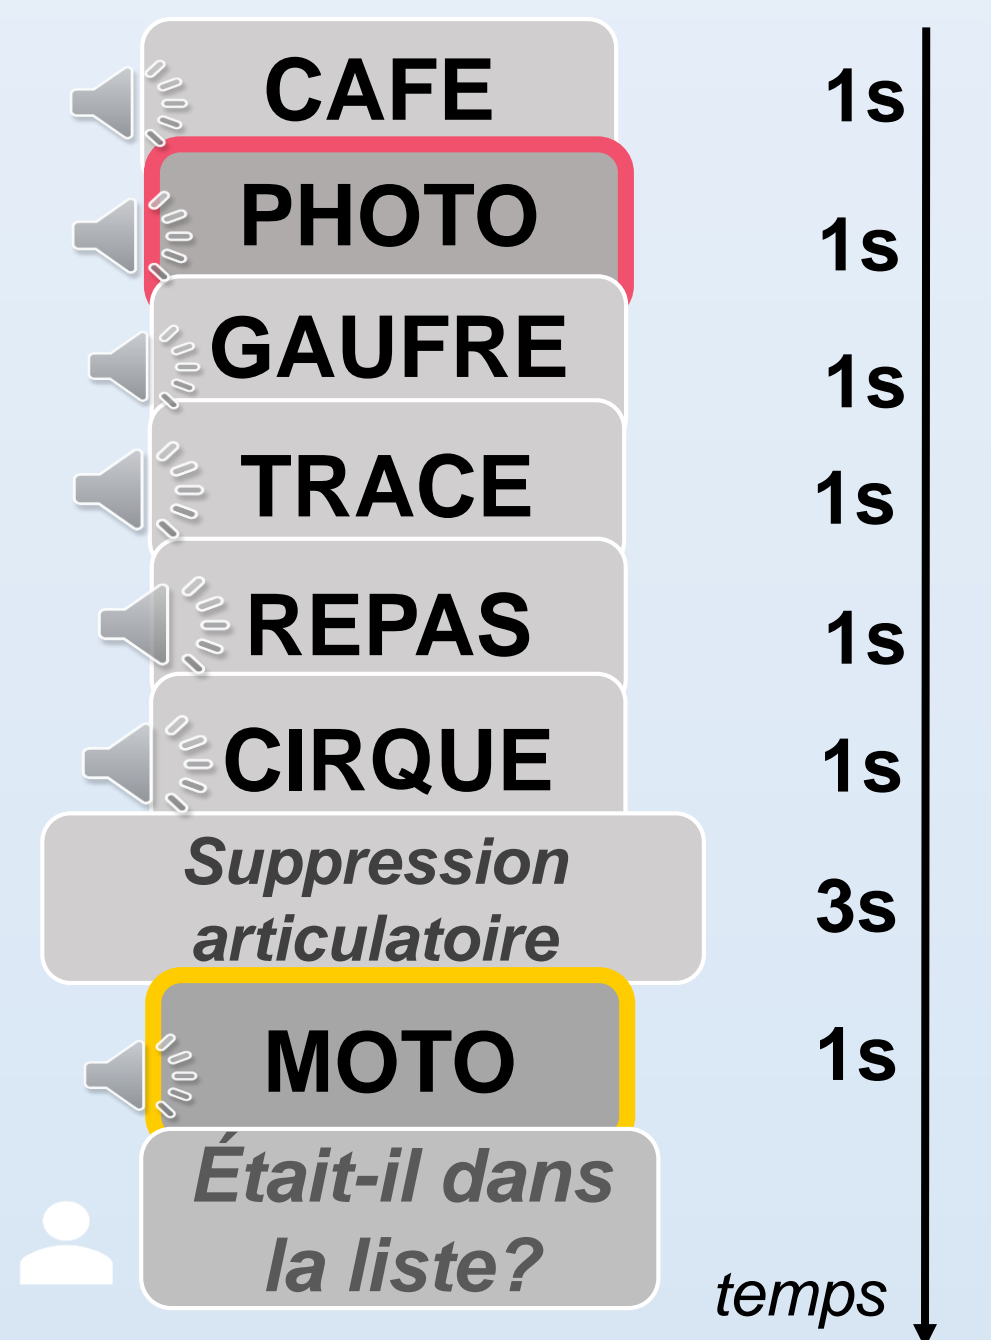 CAFE 1s
PHOTO 1s
GAUFRE 1s
TRACE 1s
REPAS 1s
CIRQUE 1s
Suppression
articulatoire
3s
MOTO 1s
Était-il dans
la liste?
temps